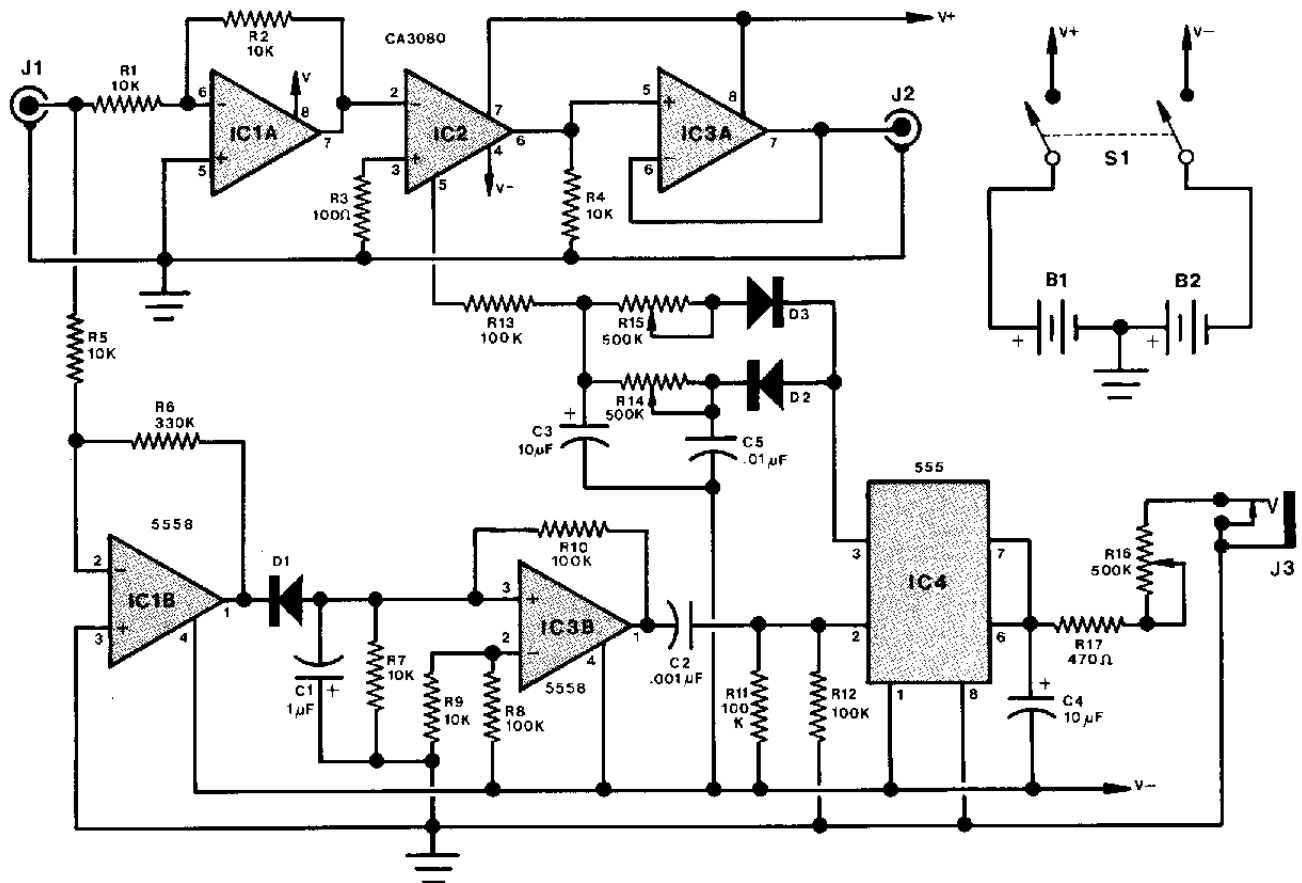 J1
R1
10K
R2
10K
6
5
−
+
V
8
7
IC1A
CA3080
2
3
−
+
IC2
7
4
6
5
V−
R3
100Ω
R4
10K
5
6
+
−
IC3A
8
7
V+
J2
V+
V−
S1
B1
+
B2
+
R5
10K
R13
100K
R15
500K
D3
R14
500K
D2
C3
+
10µF
C5
.01µF
R6
330K
5558
2
3
−
+
IC1B
1
4
D1
C1
+
1µF
R7
10K
R10
100K
3
2
+
−
IC3B
1
4
5558
R9
10K
R8
100K
C2
.001µF
R11
100
K
R12
100K
555
IC4
3
2
7
6
1
8
R16
500K
J3
R17
470Ω
C4
+
10µF
V−